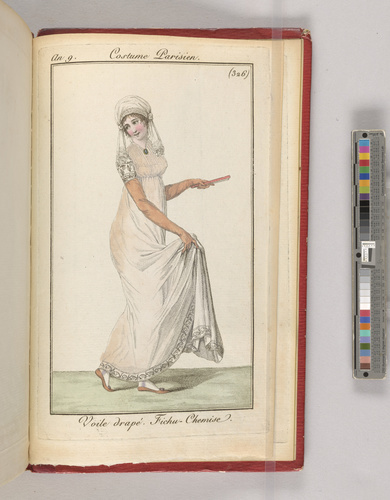 An 9. Costume Parisien.
(326)
Voile drapé. Fichu-Chemise.